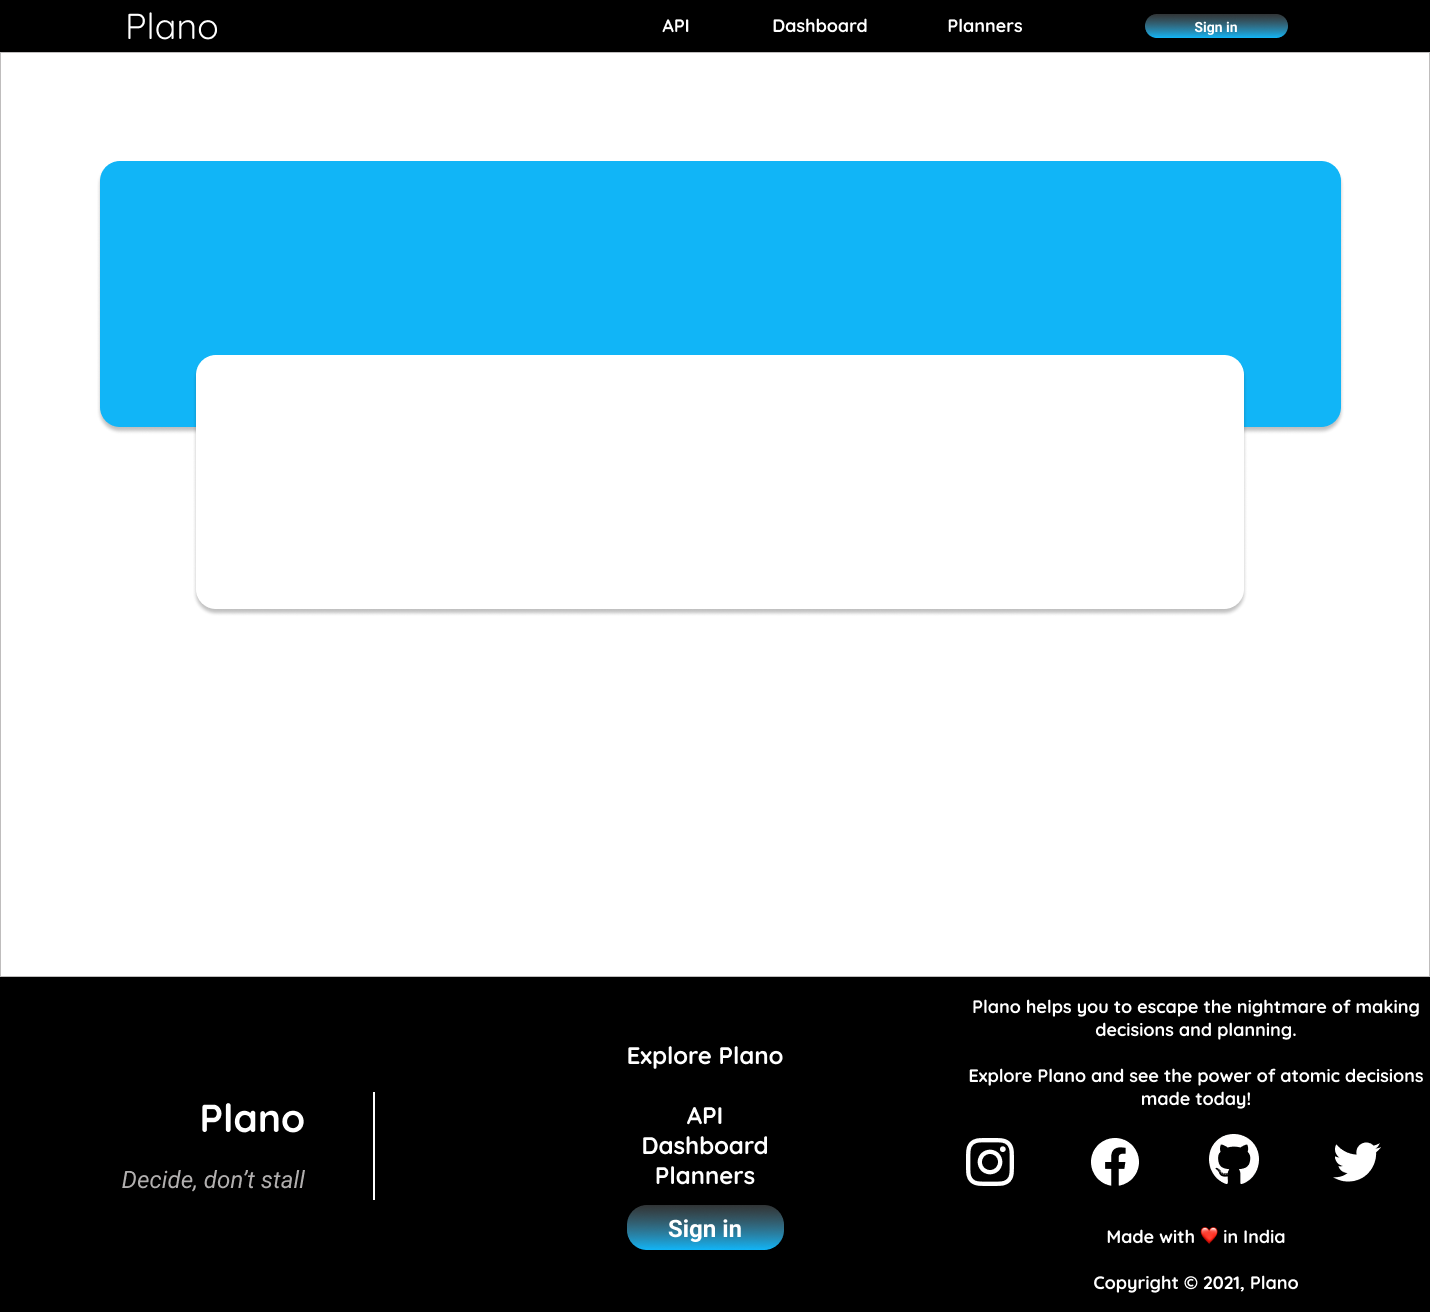 Plano
API
Dashboard
Planners
Sign in
Plano
Decide, don’t stall
Explore Plano
API
Dashboard
Planners
Sign in
Plano helps you to escape the nightmare of making
decisions and planning.
Explore Plano and see the power of atomic decisions
made today!
Made with ❤️ in India
Copyright © 2021, Plano